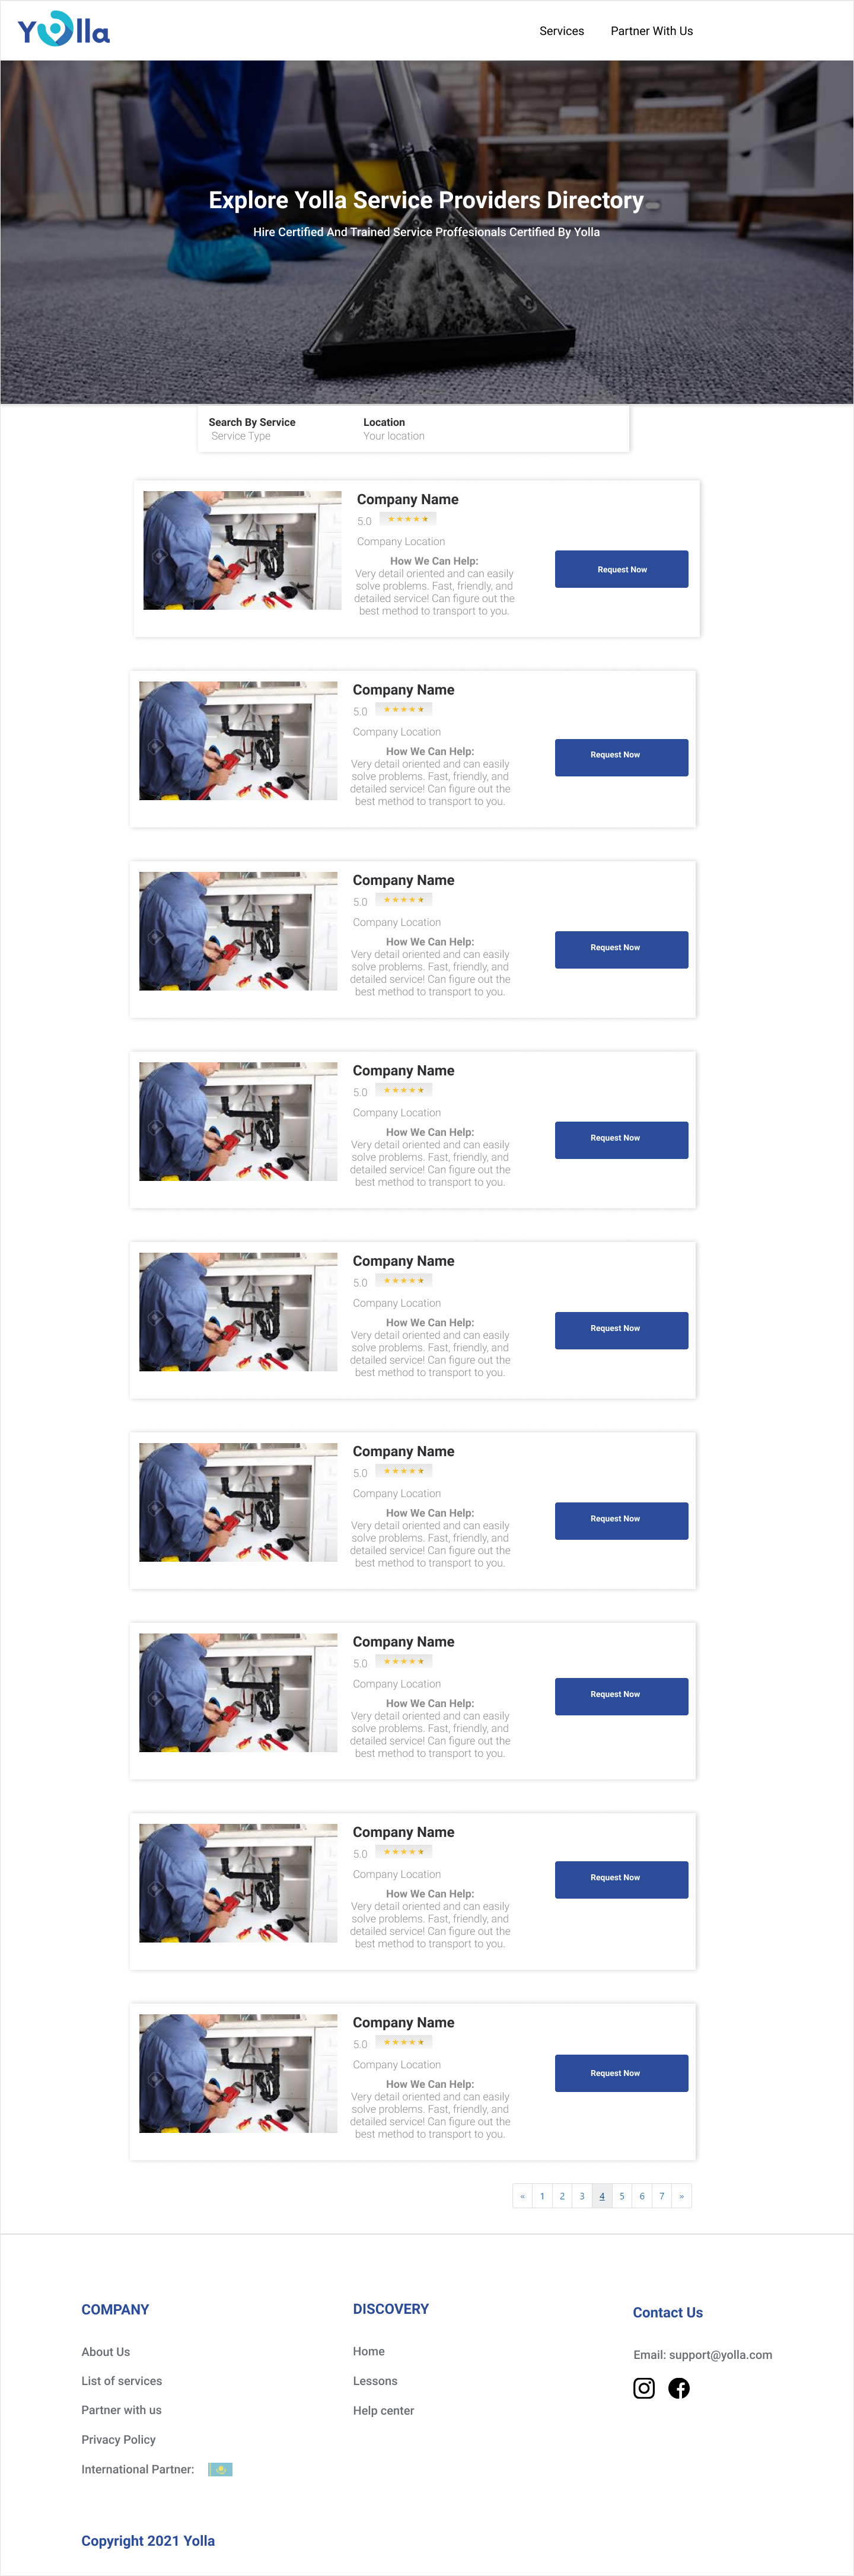 Yolla
Services Partner With Us
Explore Yolla Service Providers Directory
Hire Certified And Trained Service Proffesionals Certified By Yolla
Search By Service Location
Service Type Your location
Company Name
5.0
Company Location
How We Can Help:
Very detail oriented and can easily
solve problems. Fast, friendly, and
detailed service! Can figure out the
best method to transport to you.
Request Now
Company Name
5.0
Company Location
How We Can Help:
Very detail oriented and can easily
solve problems. Fast, friendly, and
detailed service! Can figure out the
best method to transport to you.
Request Now
Company Name
5.0
Company Location
How We Can Help:
Very detail oriented and can easily
solve problems. Fast, friendly, and
detailed service! Can figure out the
best method to transport to you.
Request Now
Company Name
5.0
Company Location
How We Can Help:
Very detail oriented and can easily
solve problems. Fast, friendly, and
detailed service! Can figure out the
best method to transport to you.
Request Now
Company Name
5.0
Company Location
How We Can Help:
Very detail oriented and can easily
solve problems. Fast, friendly, and
detailed service! Can figure out the
best method to transport to you.
Request Now
Company Name
5.0
Company Location
How We Can Help:
Very detail oriented and can easily
solve problems. Fast, friendly, and
detailed service! Can figure out the
best method to transport to you.
Request Now
Company Name
5.0
Company Location
How We Can Help:
Very detail oriented and can easily
solve problems. Fast, friendly, and
detailed service! Can figure out the
best method to transport to you.
Request Now
Company Name
5.0
Company Location
How We Can Help:
Very detail oriented and can easily
solve problems. Fast, friendly, and
detailed service! Can figure out the
best method to transport to you.
Request Now
Company Name
5.0
Company Location
How We Can Help:
Very detail oriented and can easily
solve problems. Fast, friendly, and
detailed service! Can figure out the
best method to transport to you.
Request Now
« 1 2 3 4 5 6 7 »
COMPANY
About Us
List of services
Partner with us
Privacy Policy
International Partner:
DISCOVERY
Home
Lessons
Help center
Contact Us
Email: support@yolla.com
Copyright 2021 Yolla